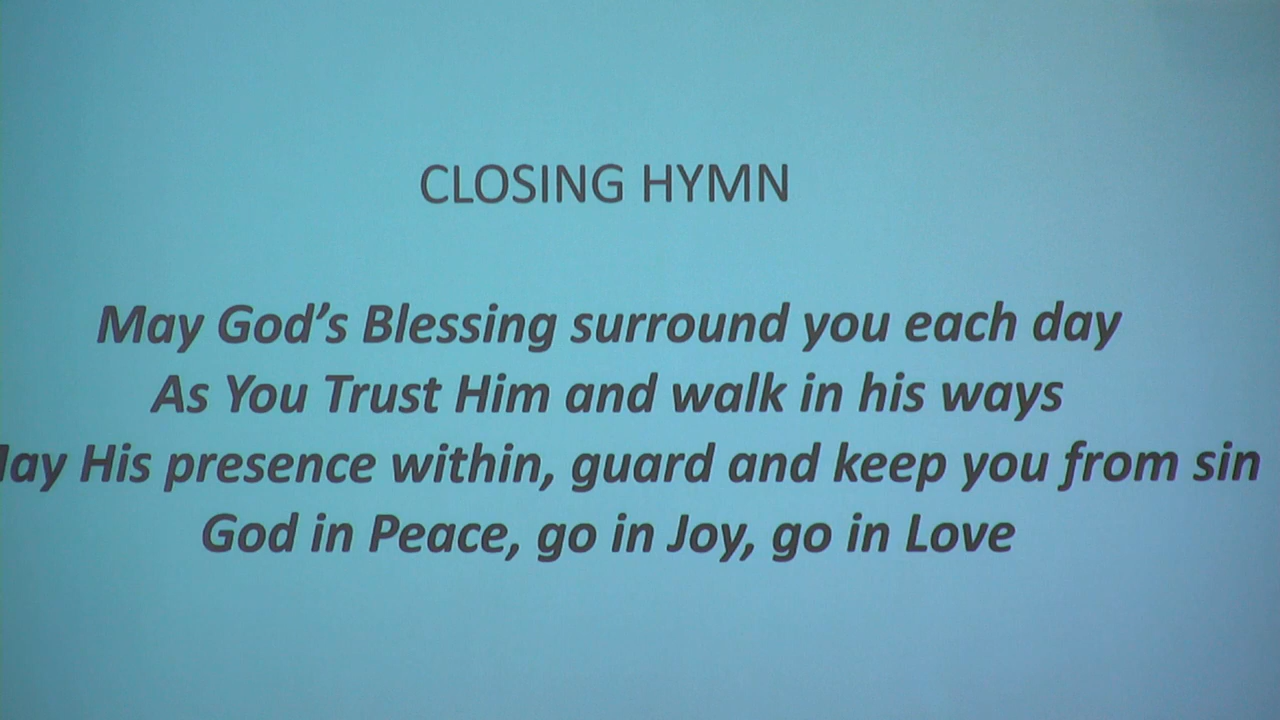 CLOSING HYMN
May God's Blessing surround you each day
As You Trust Him and walk in his ways
His presence within, guard and keep you from sin
God in Peace, go in Joy, go in Love